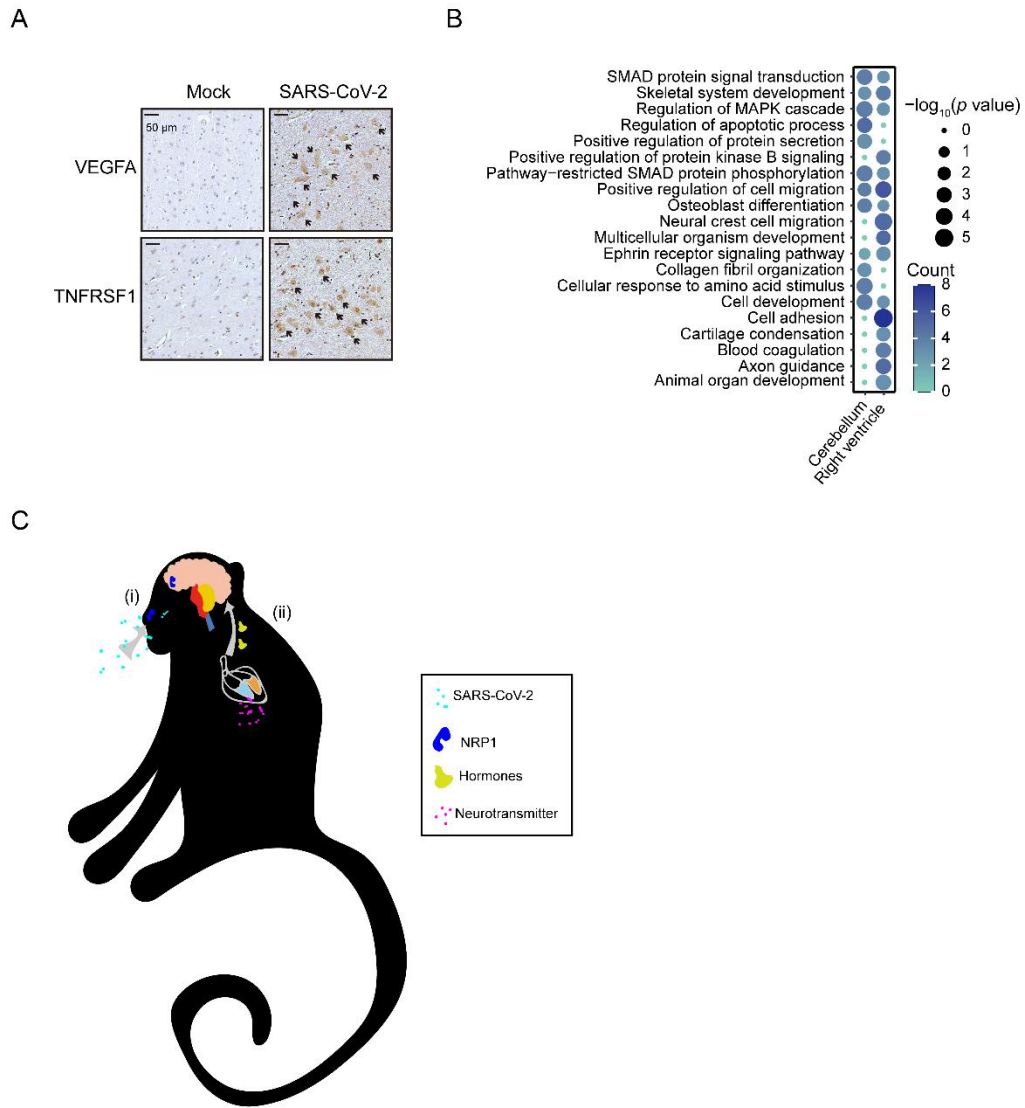 A
Mock
SARS-CoV-2
50 µm
VEGFA
TNFRSF1
B
SMAD protein signal transduction
Skeletal system development
Regulation of MAPK cascade
Regulation of apoptotic process
Positive regulation of protein secretion
Positive regulation of protein kinase B signaling
Pathway-restricted SMAD protein phosphorylation
Positive regulation of cell migration
Osteoblast differentiation
Neural crest cell migration
Multicellular organism development
Ephrin receptor signaling pathway
Collagen fibril organization
Cellular response to amino acid stimulus
Cell development
Cell adhesion
Cartilage condensation
Blood coagulation
Axon guidance
Animal organ development
Cerebellum
Right ventricle
−log₁₀(p value)
0
1
2
3
4
5
Count
8
6
4
2
0
C
(i)
(ii)
SARS-CoV-2
NRP1
Hormones
Neurotransmitter